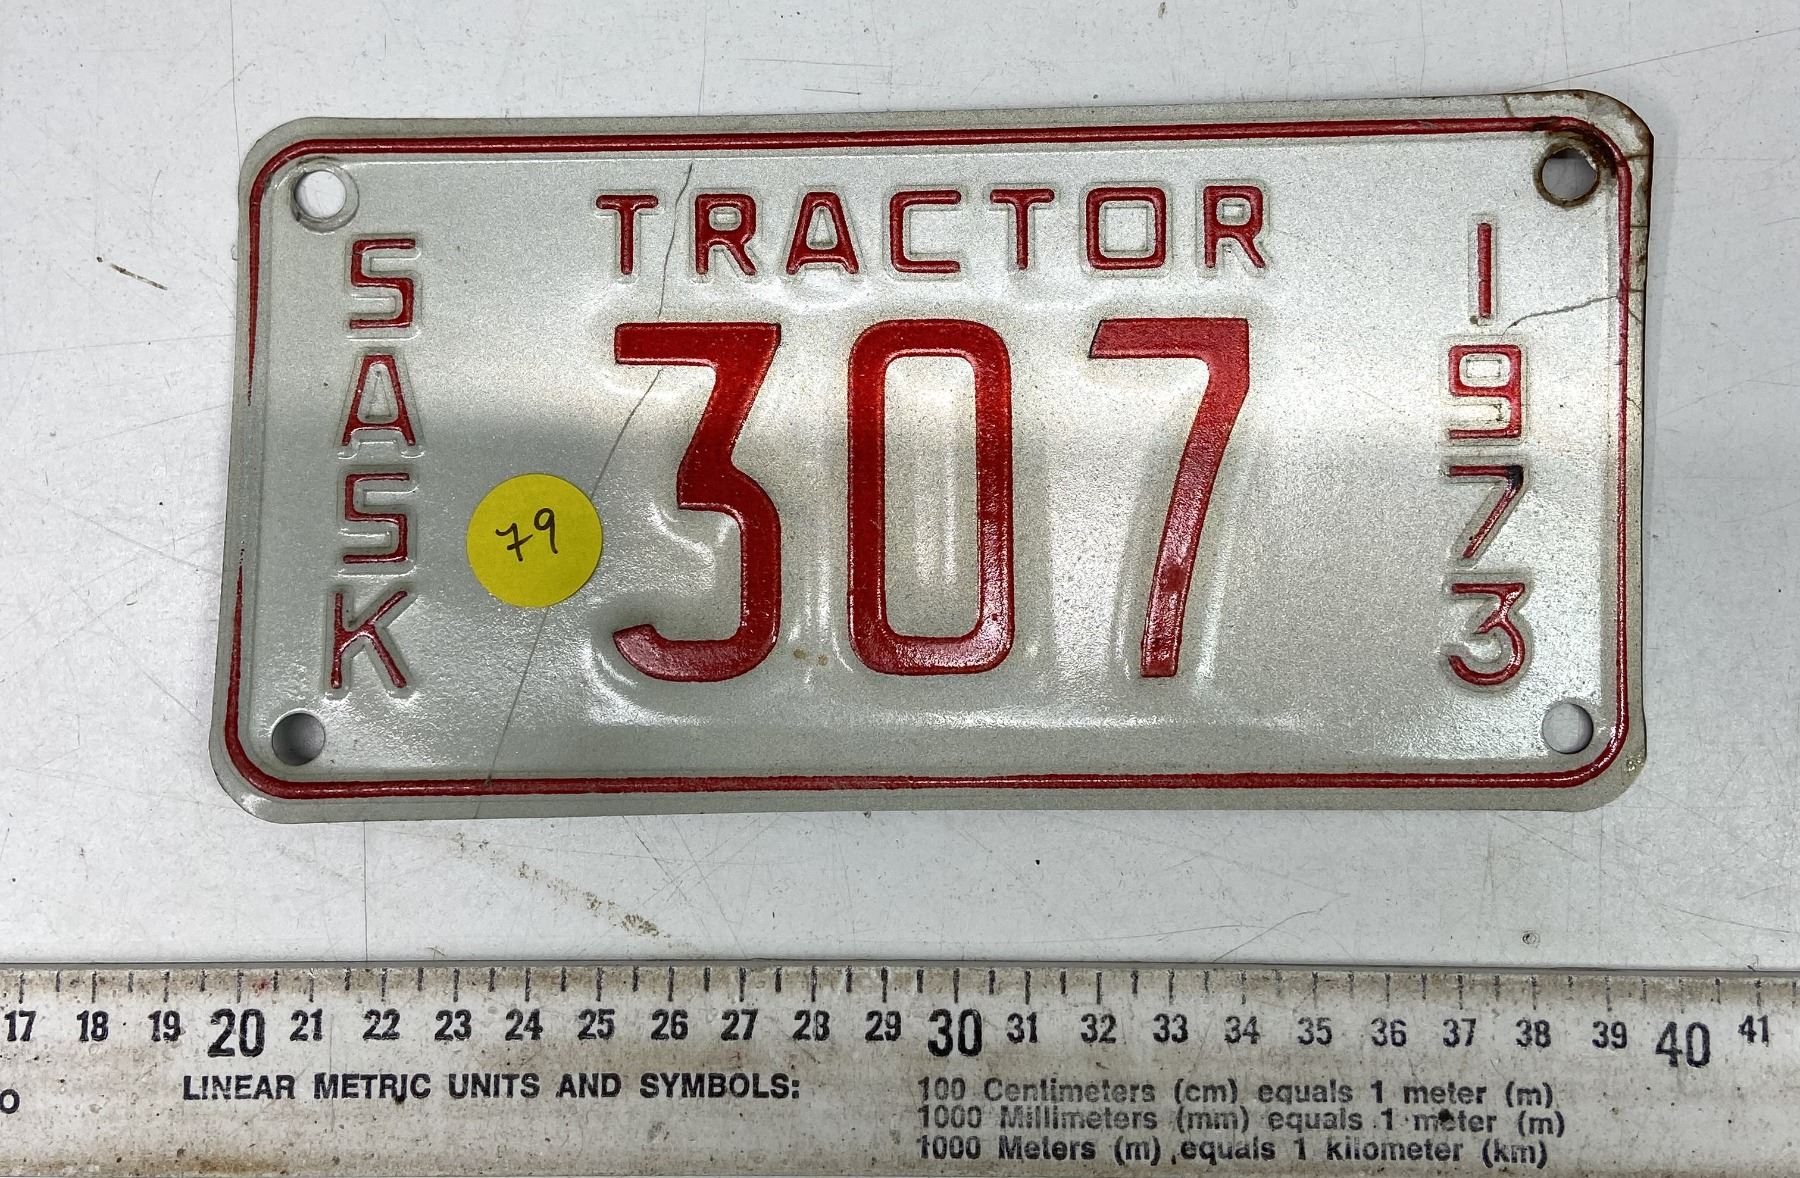 TRACTOR
SASK
307
1973
79
17 18 19 20 21 22 23 24 25 26 27 28 29 30 31 32 33 34 35 36 37 38 39 40 41
LINEAR METRIC UNITS AND SYMBOLS:
100 Centimeters (cm) equals 1 meter (m)
1000 Millimeters (mm) equals 1 meter (m)
1000 Meters (m) equals 1 kilometer (km)